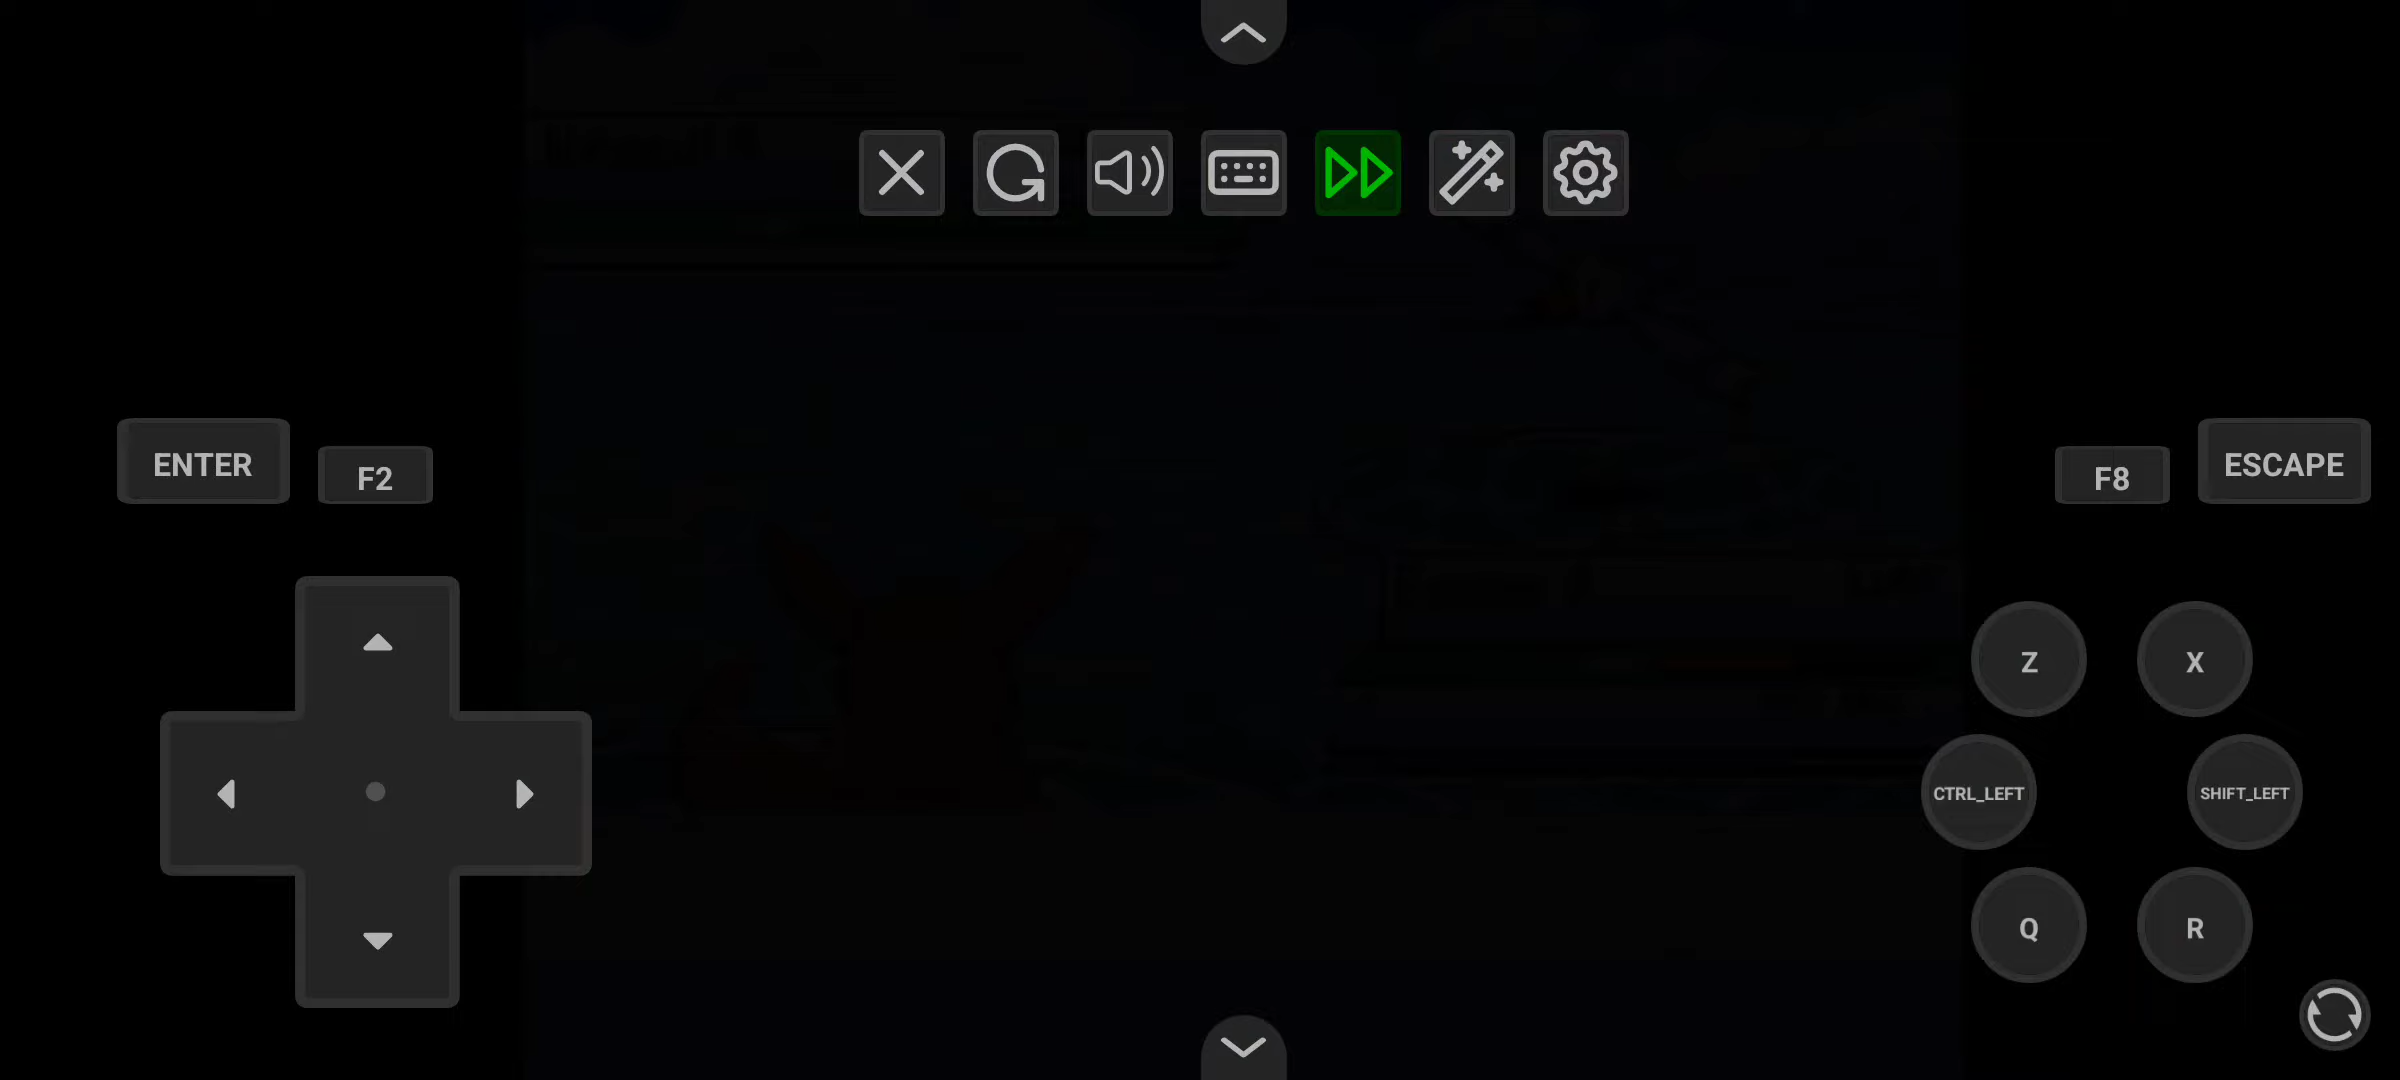 ENTER
F2
F8
ESCAPE
Z
X
CTRL_LEFT
SHIFT_LEFT
Q
R